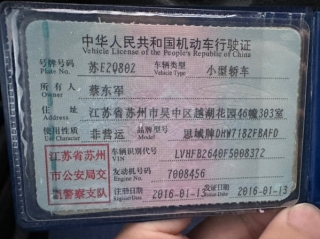 中华人民共和国机动车行驶证
Vehicle License of the People's Republic of China
号牌号码 苏E20802 车辆类型 小型轿车
Plate No. Vehicle Type
所有人 蔡东军
Owner
住址 江苏省苏州市吴中区越湖花园46幢303室
Address
使用性质 非营运 品牌型号 思域牌DHW7182FBAFD
Use Character Model
江苏省苏州
市公安局交
通警察支队
车辆识别代号 LVHFB2640F5008372
VIN
发动机号码 7008456
Engine No.
注册日期 2016-01-13 发证日期 2016-01-13
Register Date Issue Date